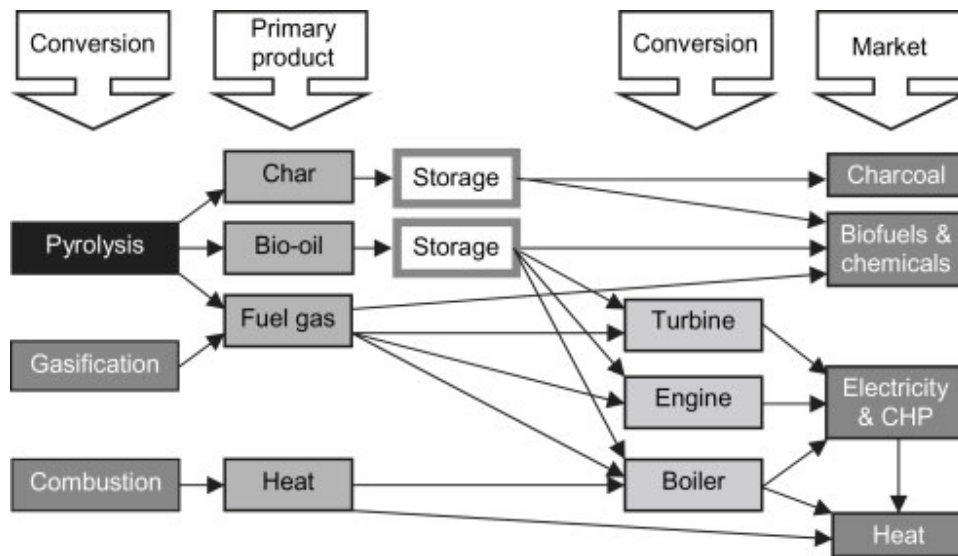 Conversion
Primary
product
Conversion
Market
Char
Storage
Charcoal
Pyrolysis
Bio-oil
Storage
Biofuels &
chemicals
Fuel gas
Turbine
Gasification
Engine
Electricity
& CHP
Combustion
Heat
Boiler
Heat